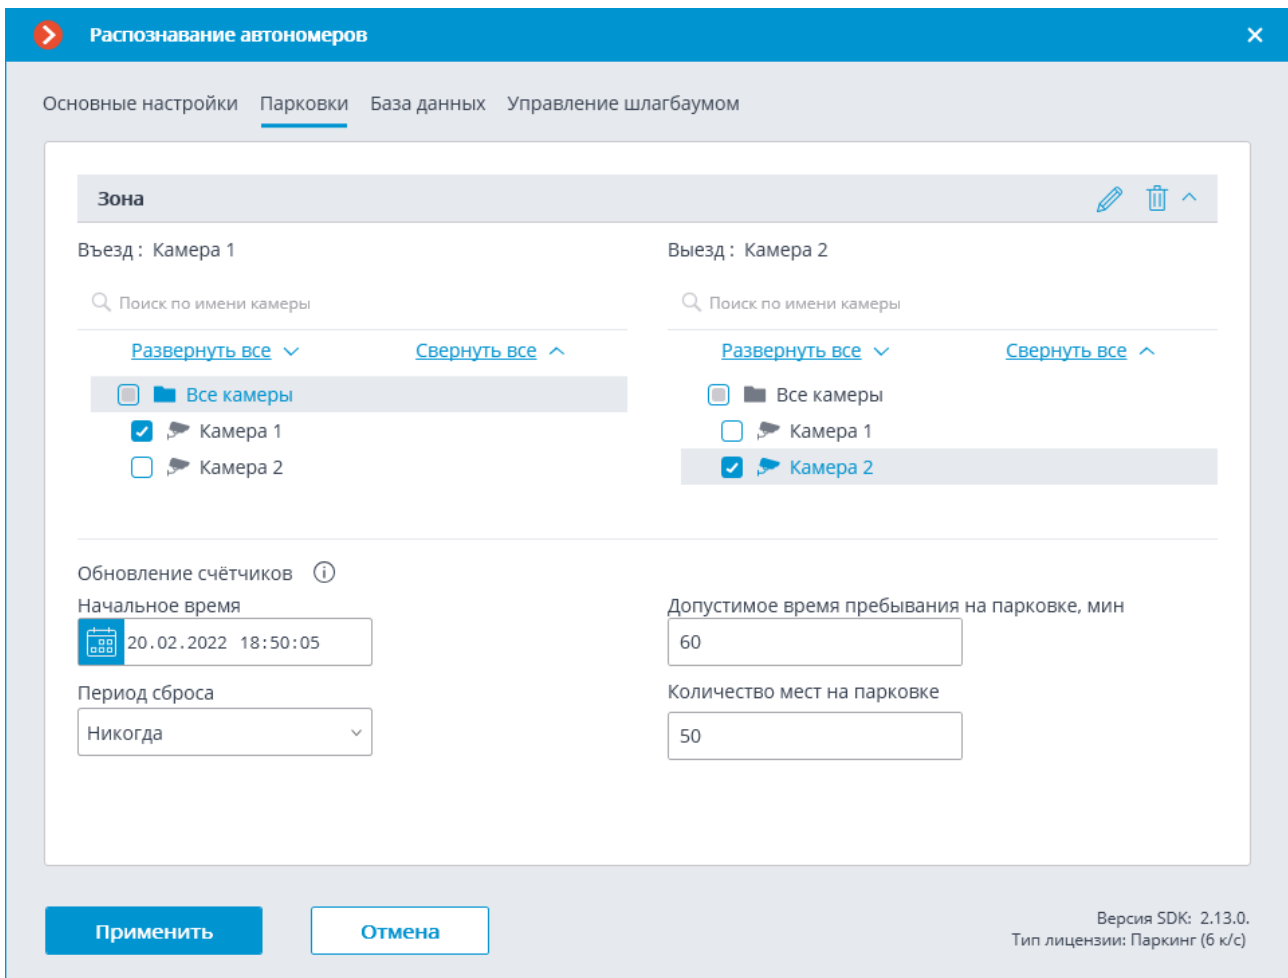 Распознавание автономеров
Основные настройки Парковки База данных Управление шлагбаумом
Зона
Въезд : Камера 1
Поиск по имени камеры
Развернуть все Свернуть все
Все камеры
Камера 1
Камера 2
Выезд : Камера 2
Поиск по имени камеры
Развернуть все Свернуть все
Все камеры
Камера 1
Камера 2
Обновление счётчиков
Начальное время
20.02.2022 18:50:05
Период сброса
Никогда
Допустимое время пребывания на парковке, мин
60
Количество мест на парковке
50
Применить Отмена
Версия SDK: 2.13.0.
Тип лицензии: Паркинг (6 к/с)